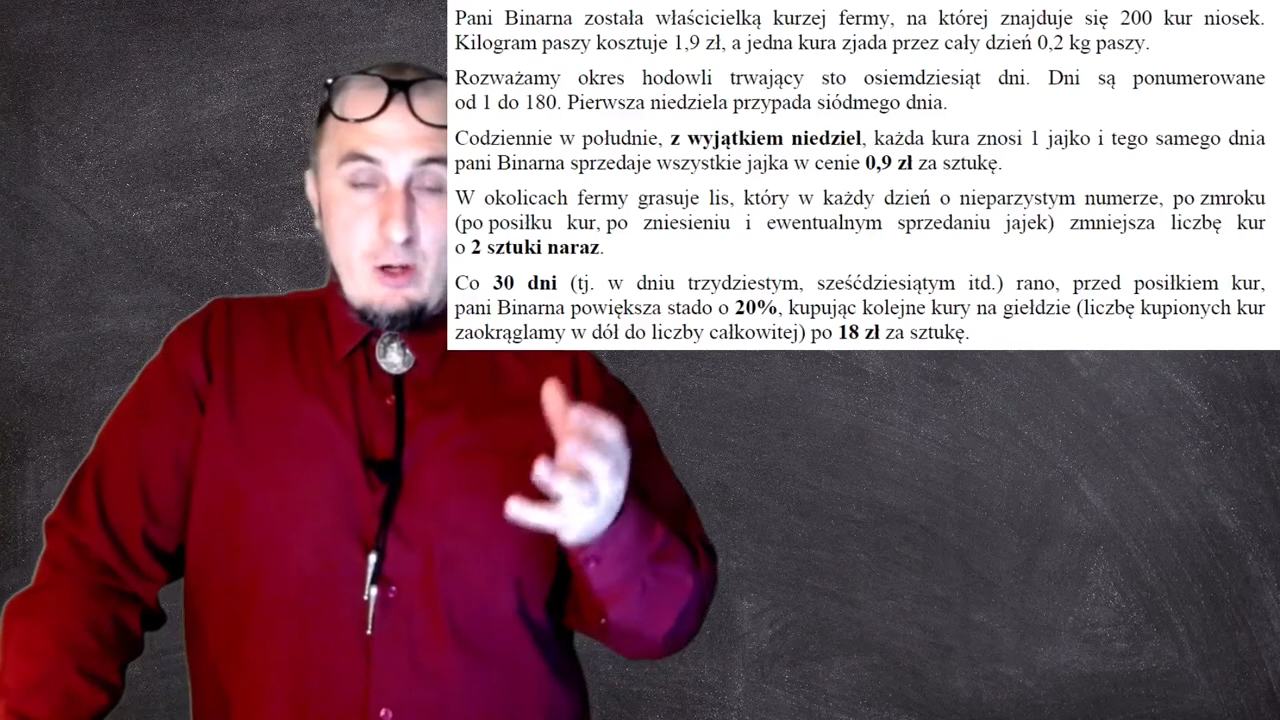 Pani Binarna została właścicielką kurzej fermy, na której znajduje się 200 kur niosek.
Kilogram paszy kosztuje 1,9 zł, a jedna kura zjada przez cały dzień 0,2 kg paszy.
Rozważamy okres hodowli trwający sto osiemdziesiąt dni. Dni są ponumerowane
od 1 do 180. Pierwsza niedziela przypada siódmego dnia.
Codziennie w południe, z wyjątkiem niedziel, każda kura znosi 1 jajko i tego samego dnia
pani Binarna sprzedaje wszystkie jajka w cenie 0,9 zł za sztukę.
W okolicach fermy grasuje lis, który w każdy dzień o nieparzystym numerze, po zmroku
(po posiłku kur, po zniesieniu i ewentualnym sprzedaniu jajek) zmniejsza liczbę kur
o 2 sztuki naraz.
Co 30 dni (tj. w dniu trzydziestym, sześćdziesiątym itd.) rano, przed posiłkiem kur,
pani Binarna powiększa stado o 20%, kupując kolejne kury na giełdzie (liczbę kupionych kur
zaokrąglamy w dół do liczby całkowitej) po 18 zł za sztukę.